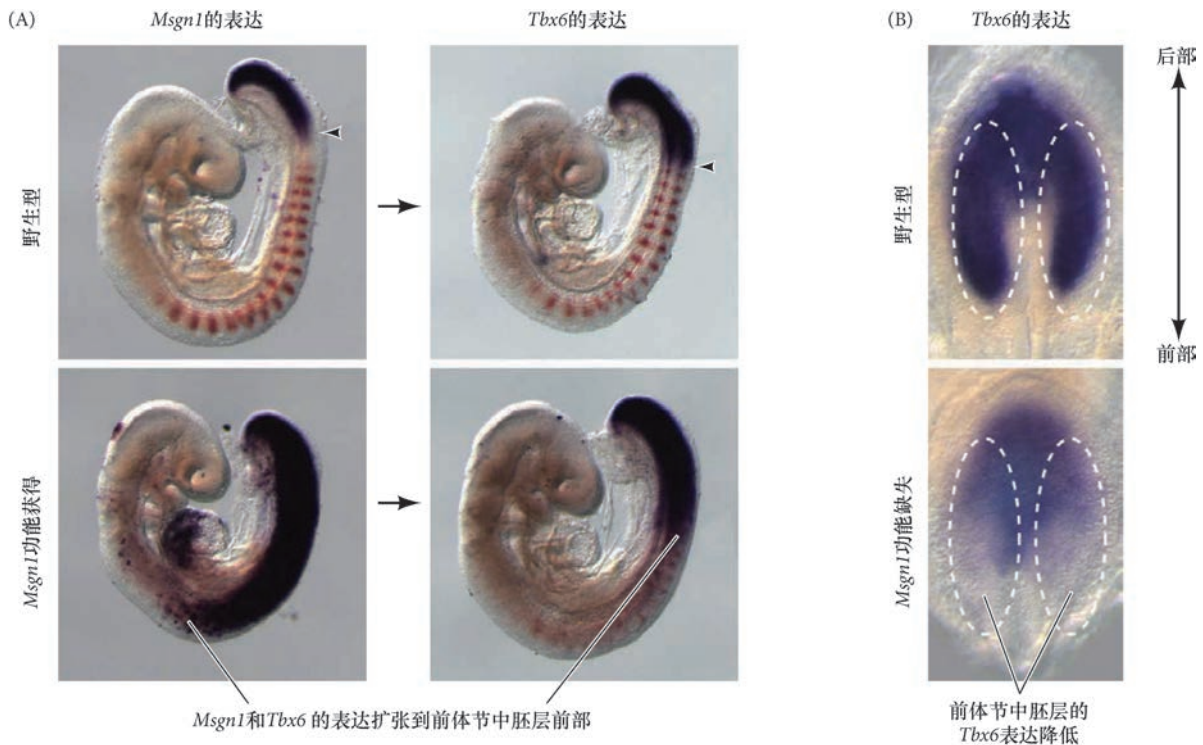 (A)
Msgn1的表达
Tbx6的表达
(B)
Tbx6的表达
野生型
野生型
后部
前部
Msgn1功能获得
Msgn1功能缺失
Msgn1和Tbx6 的表达扩张到前体节中胚层前部
前体节中胚层的
Tbx6表达降低